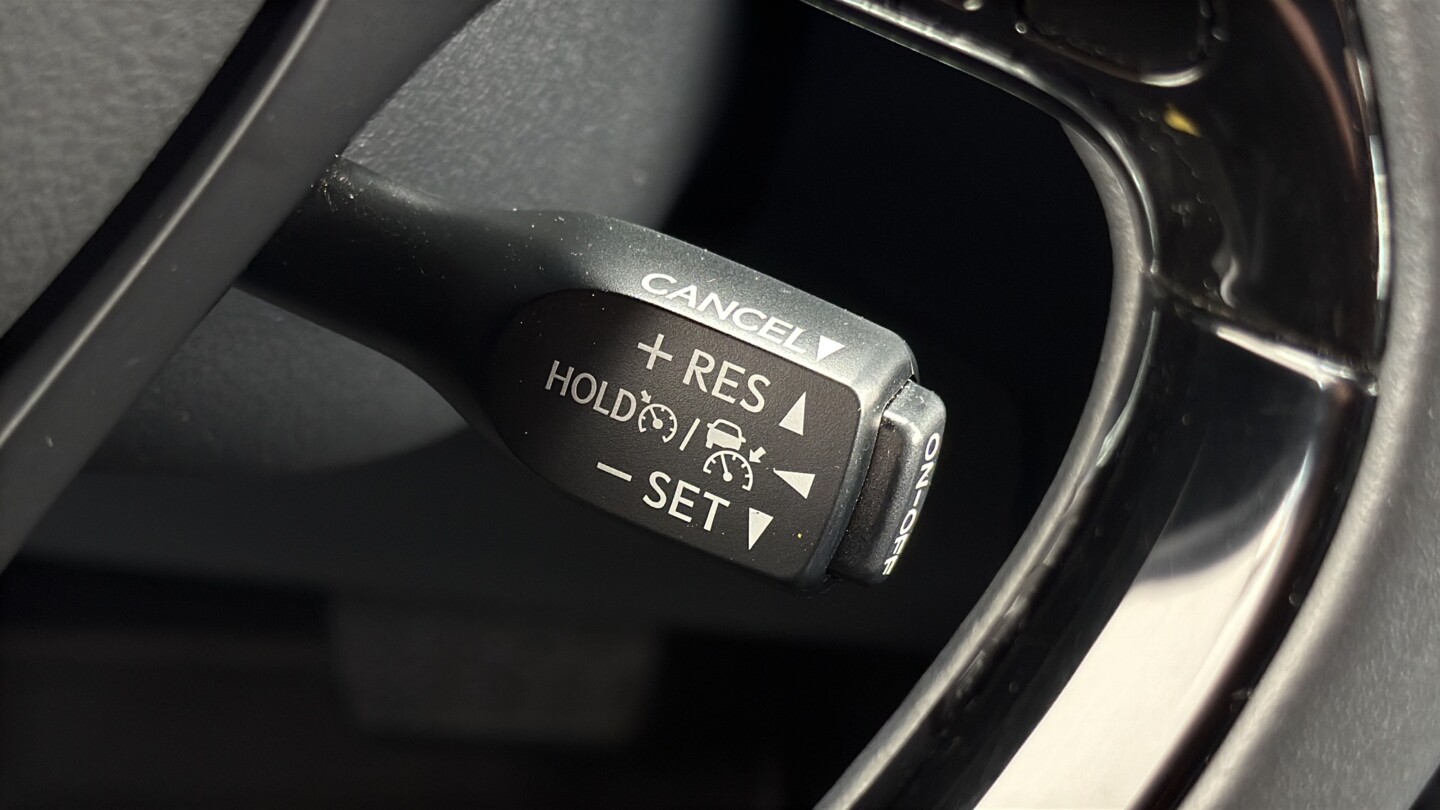 CANCEL▼
+ RES ▲
HOLD / ◀
− SET ▼
ON-OFF